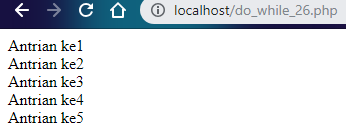 localhost/do_while_26.php
Antrian ke1
Antrian ke2
Antrian ke3
Antrian ke4
Antrian ke5